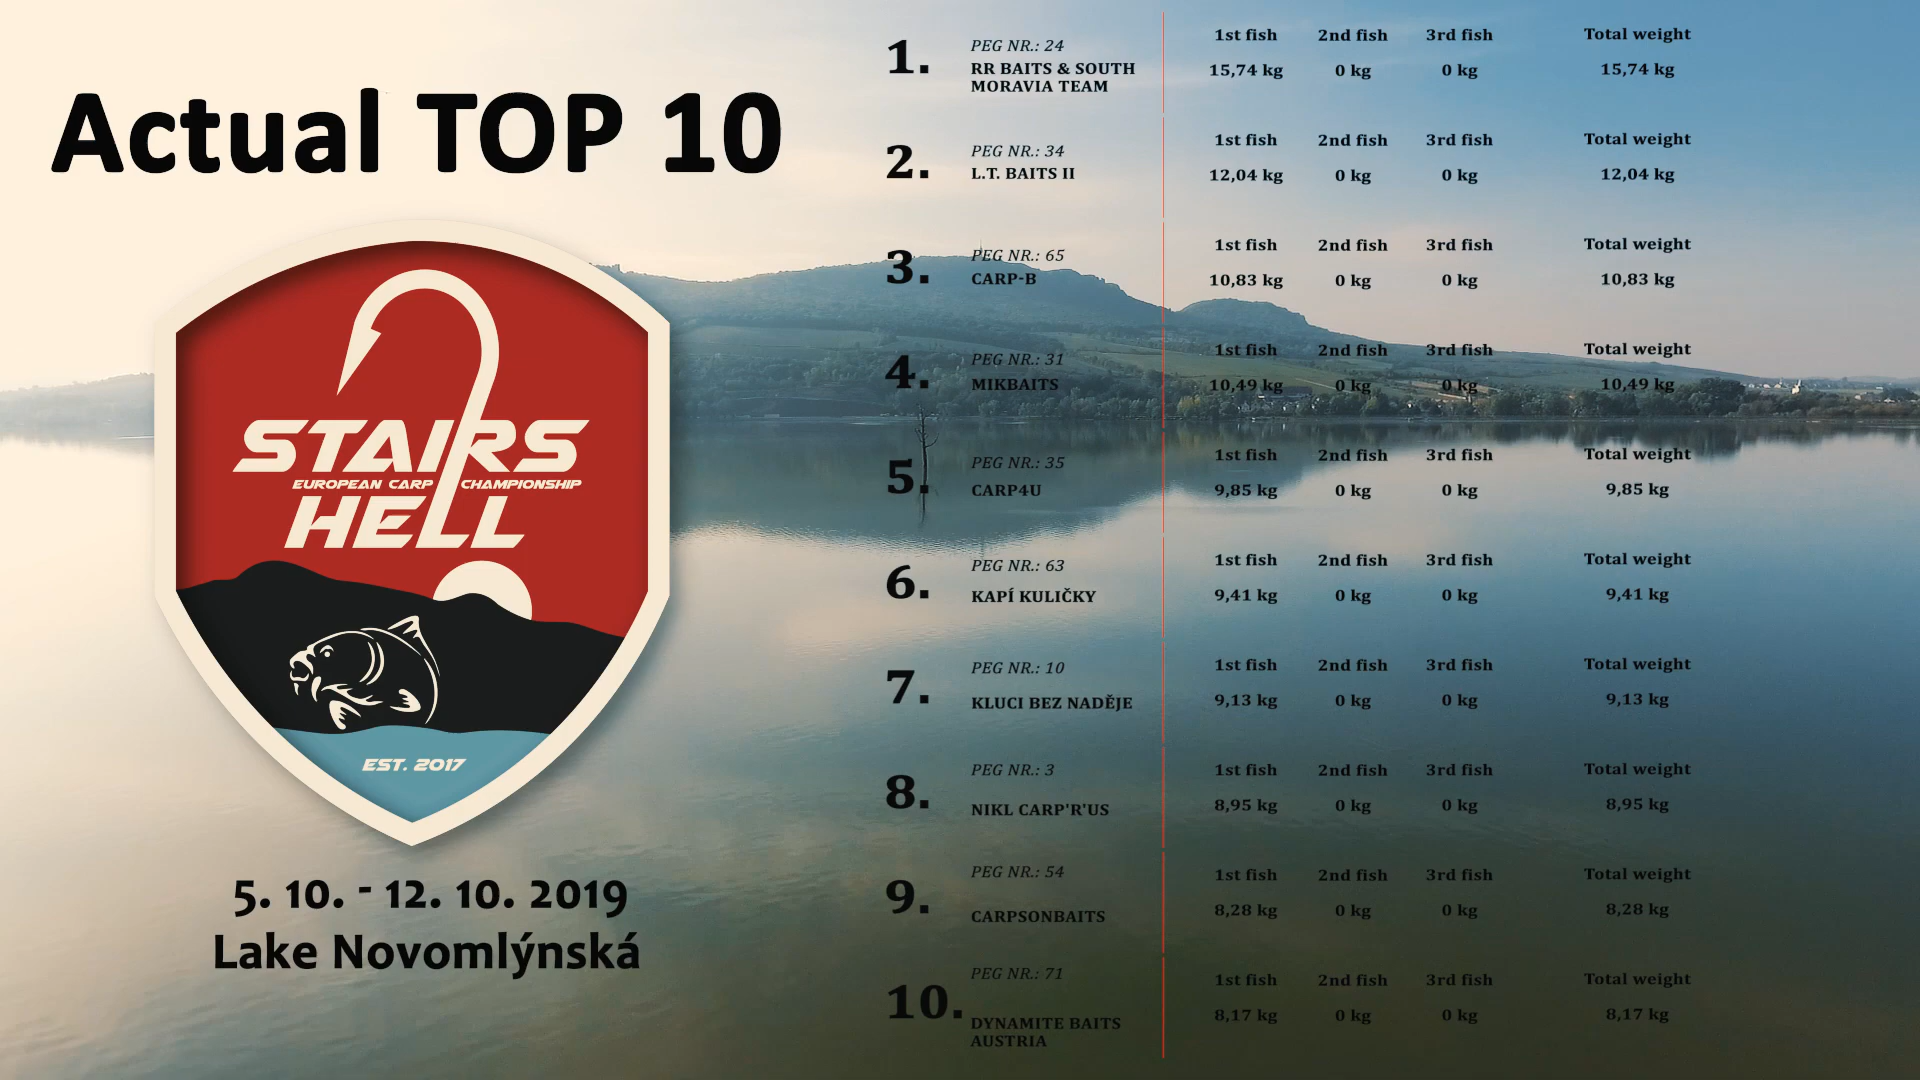 Actual TOP 10
STAIRS
EUROPEAN CARP CHAMPIONSHIP
HELL
EST. 2017
5. 10. - 12. 10. 2019
Lake Novomlýnská
1. PEG NR.: 24
RR BAITS & SOUTH
MORAVIA TEAM
1st fish 2nd fish 3rd fish Total weight
15,74 kg 0 kg 0 kg 15,74 kg
2. PEG NR.: 34
L.T. BAITS II
1st fish 2nd fish 3rd fish Total weight
12,04 kg 0 kg 0 kg 12,04 kg
3. PEG NR.: 65
CARP-B
1st fish 2nd fish 3rd fish Total weight
10,83 kg 0 kg 0 kg 10,83 kg
4. PEG NR.: 31
MIKBAITS
1st fish 2nd fish 3rd fish Total weight
10,49 kg 0 kg 0 kg 10,49 kg
5. PEG NR.: 35
CARP4U
1st fish 2nd fish 3rd fish Total weight
9,85 kg 0 kg 0 kg 9,85 kg
6. PEG NR.: 63
KAPÍ KULIČKY
1st fish 2nd fish 3rd fish Total weight
9,41 kg 0 kg 0 kg 9,41 kg
7. PEG NR.: 10
KLUCI BEZ NADĚJE
1st fish 2nd fish 3rd fish Total weight
9,13 kg 0 kg 0 kg 9,13 kg
8. PEG NR.: 3
NIKL CARP'R'US
1st fish 2nd fish 3rd fish Total weight
8,95 kg 0 kg 0 kg 8,95 kg
9. PEG NR.: 54
CARPSONBAITS
1st fish 2nd fish 3rd fish Total weight
8,28 kg 0 kg 0 kg 8,28 kg
10. PEG NR.: 71
DYNAMITE BAITS
AUSTRIA
1st fish 2nd fish 3rd fish Total weight
8,17 kg 0 kg 0 kg 8,17 kg